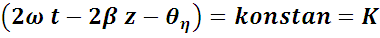 (2ω t − 2β z − θ_η) = konstan = K